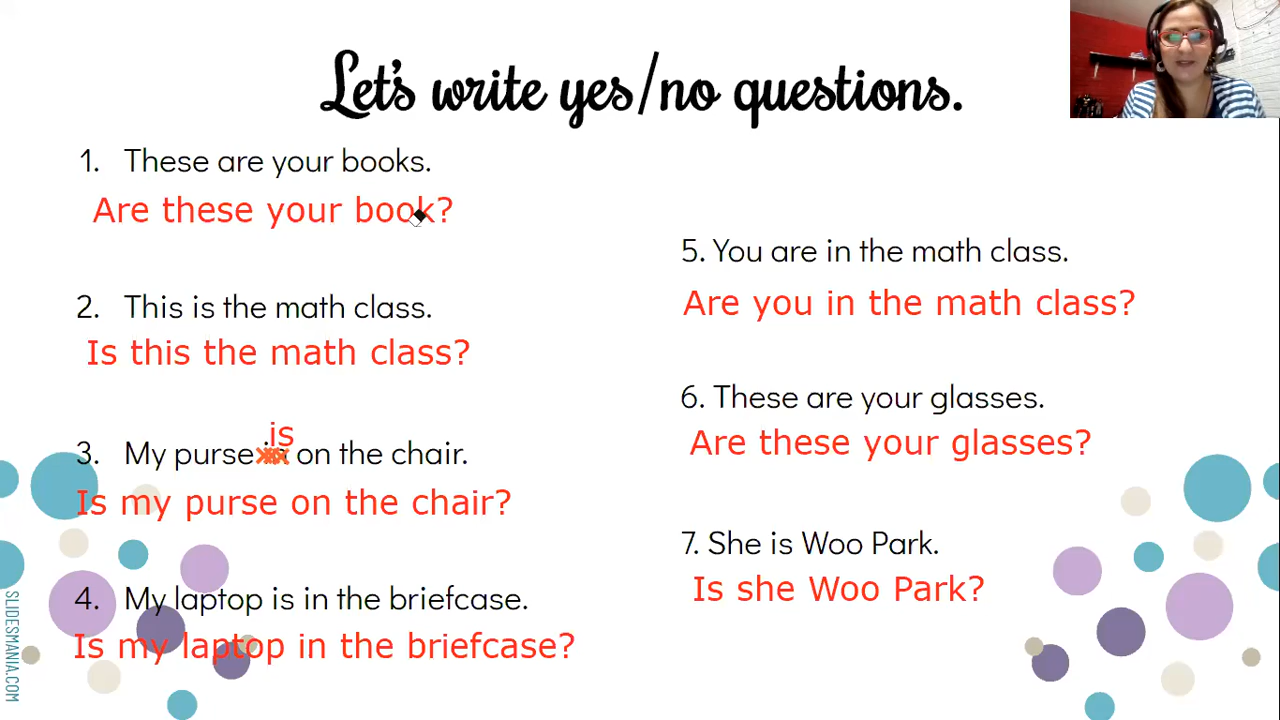 Let's write yes/no questions.
1. These are your books.
Are these your book?
2. This is the math class.
Is this the math class?
is
3. My purse on the chair.
Is my purse on the chair?
4. My laptop is in the briefcase.
Is my laptop in the briefcase?
5. You are in the math class.
Are you in the math class?
6. These are your glasses.
Are these your glasses?
7. She is Woo Park.
Is she Woo Park?
SLIDESMANIA.COM